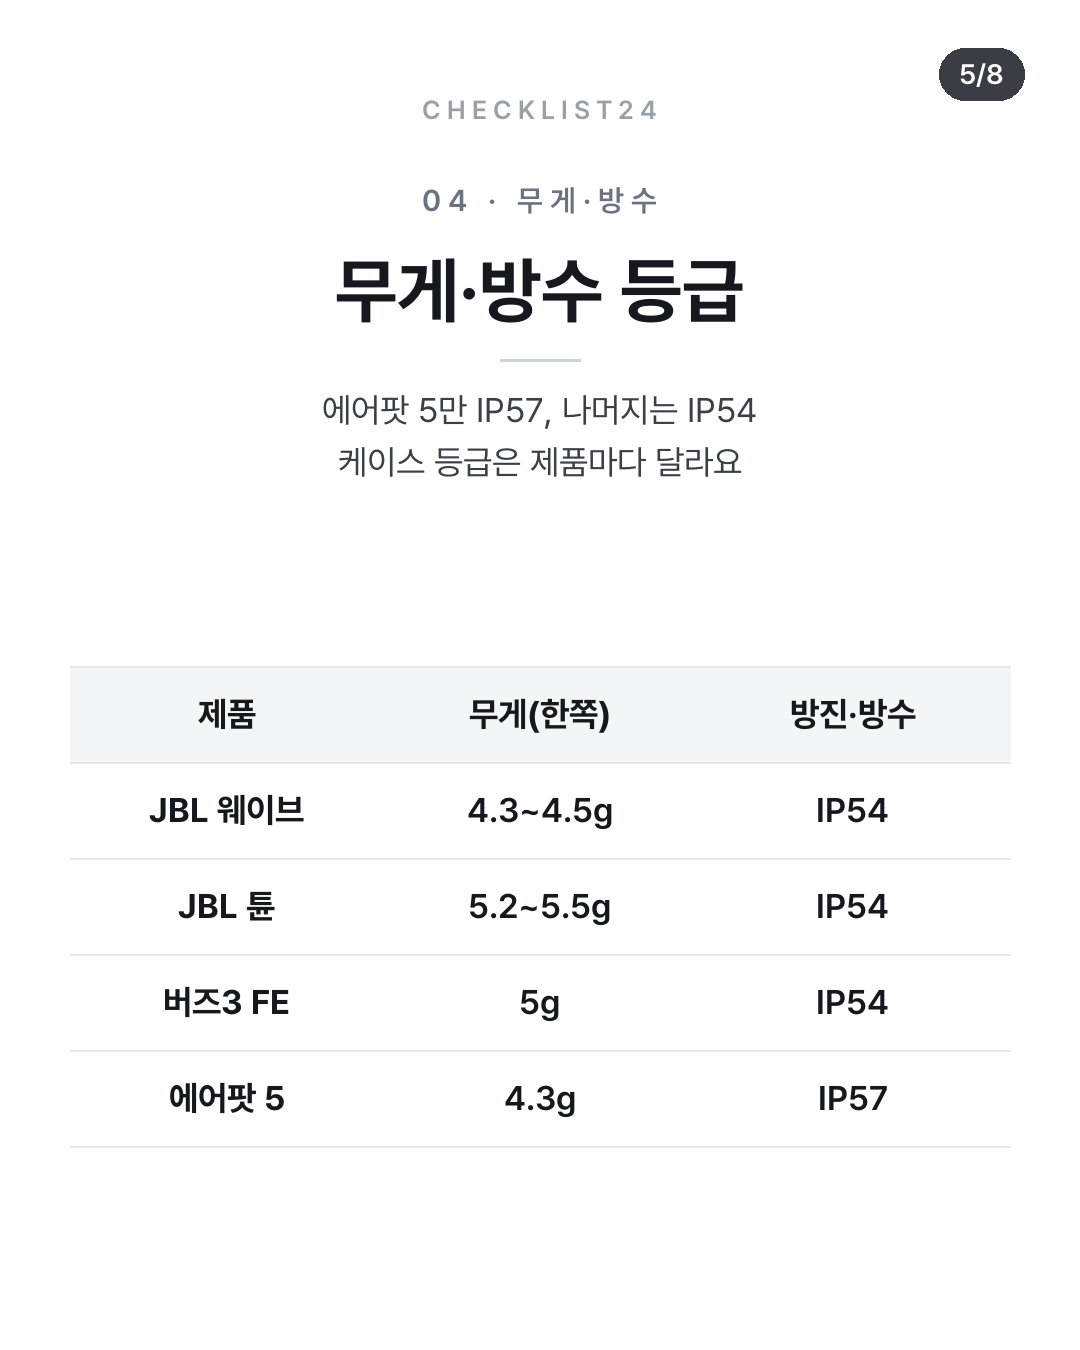 5/8
CHECKLIST24
04 · 무게·방수
무게·방수 등급
에어팟 5만 IP57, 나머지는 IP54
케이스 등급은 제품마다 달라요
제품 무게(한쪽) 방진·방수
JBL 웨이브 4.3~4.5g IP54
JBL 튠 5.2~5.5g IP54
버즈3 FE 5g IP54
에어팟 5 4.3g IP57